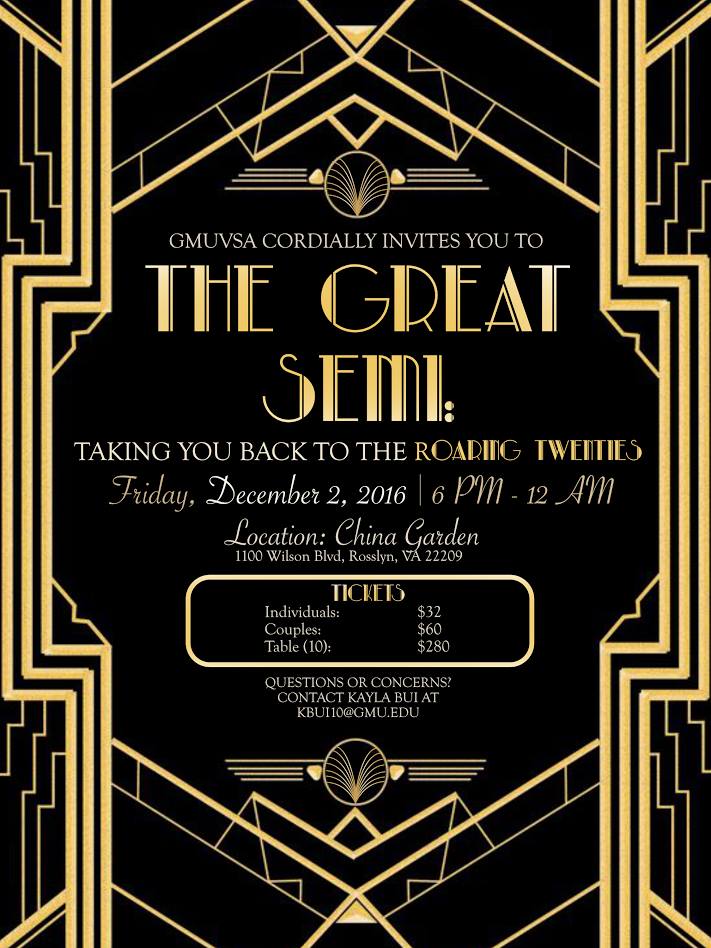 GMUVSA CORDIALLY INVITES YOU TO
THE GREAT
SEMI:
TAKING YOU BACK TO THE ROARING TWENTIES
Friday, December 2, 2016 | 6 PM - 12 AM
Location: China Garden
1100 Wilson Blvd, Rosslyn, VA 22209
TICKETS
Individuals: $32
Couples: $60
Table (10): $280
QUESTIONS OR CONCERNS?
CONTACT KAYLA BUI AT
KBUI10@GMU.EDU